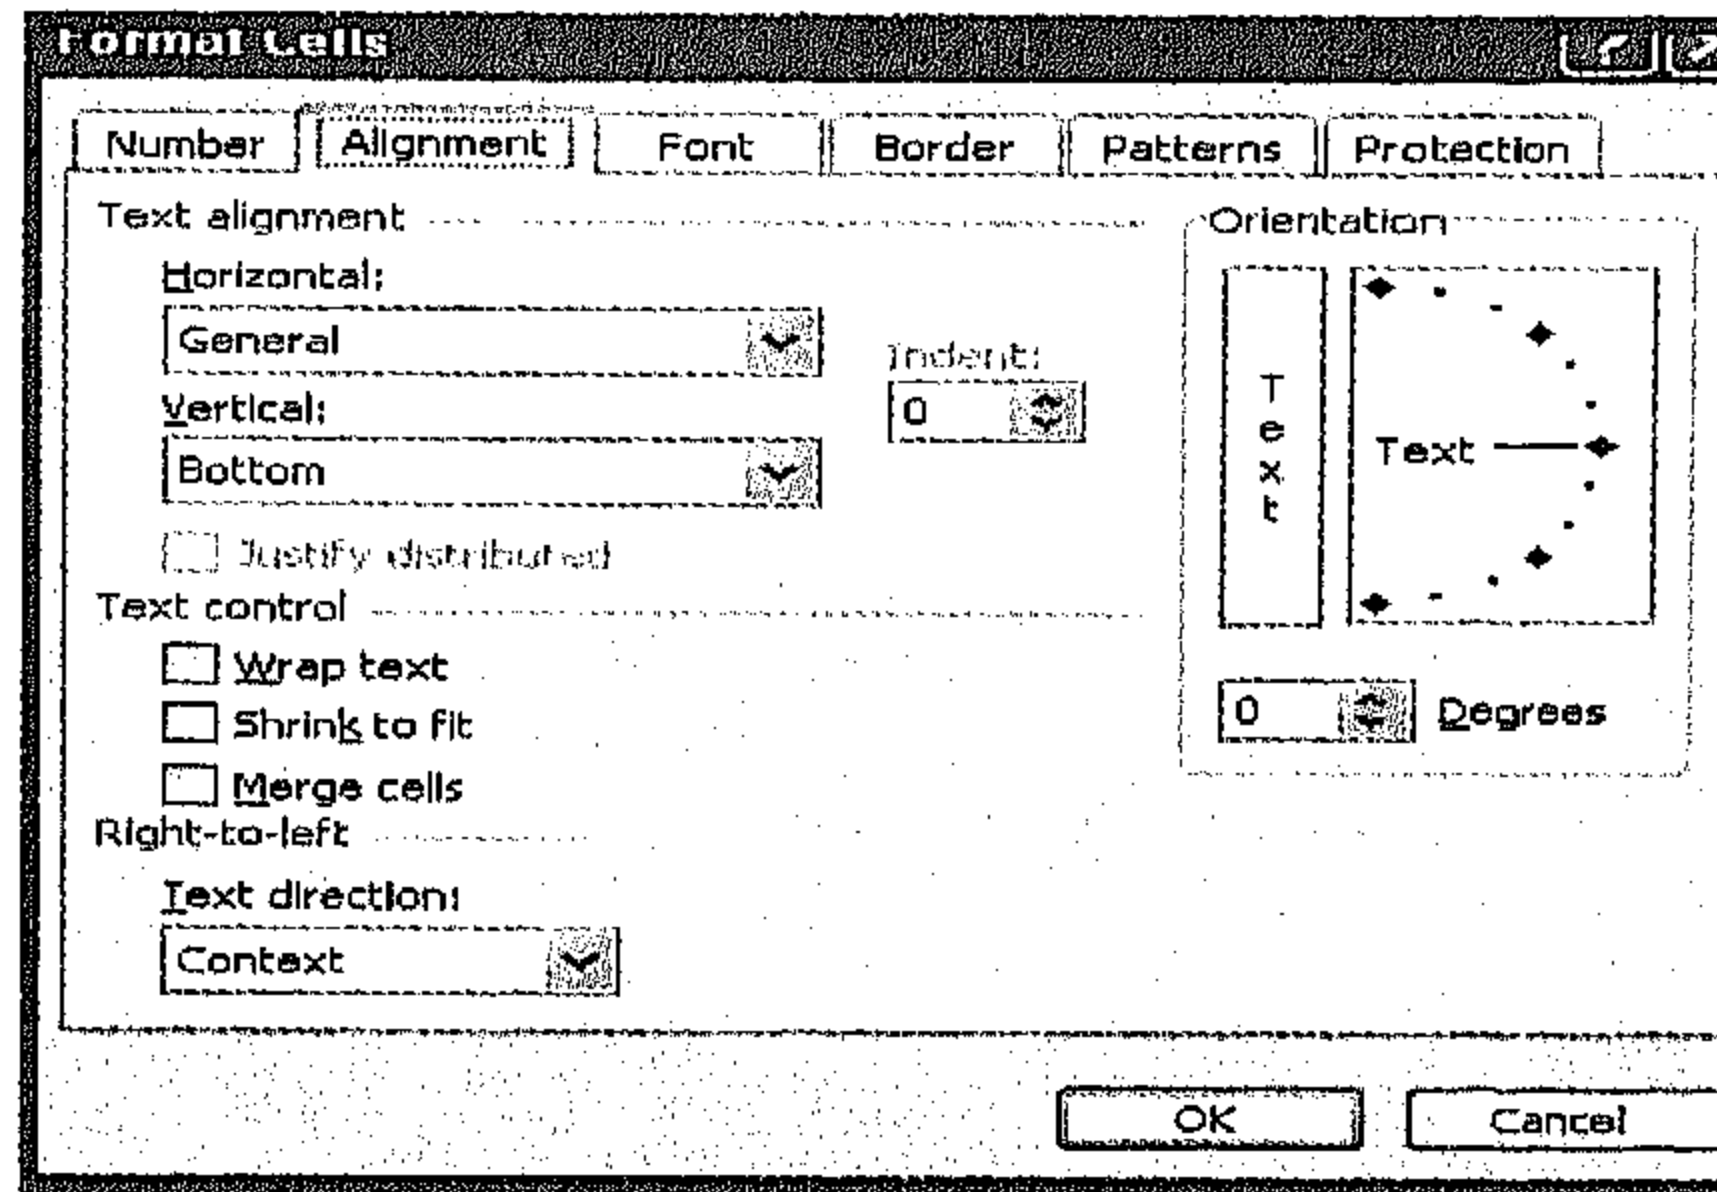 Format Cells
Number Alignment Font Border Patterns Protection
Text alignment
Horizontal:
General
Vertical:
Bottom
Indent:
0
Justify distributed
Text control
Wrap text
Shrink to fit
Merge cells
Right-to-left
Text direction:
Context
Orientation
Text
Text
0 Degrees
OK Cancel